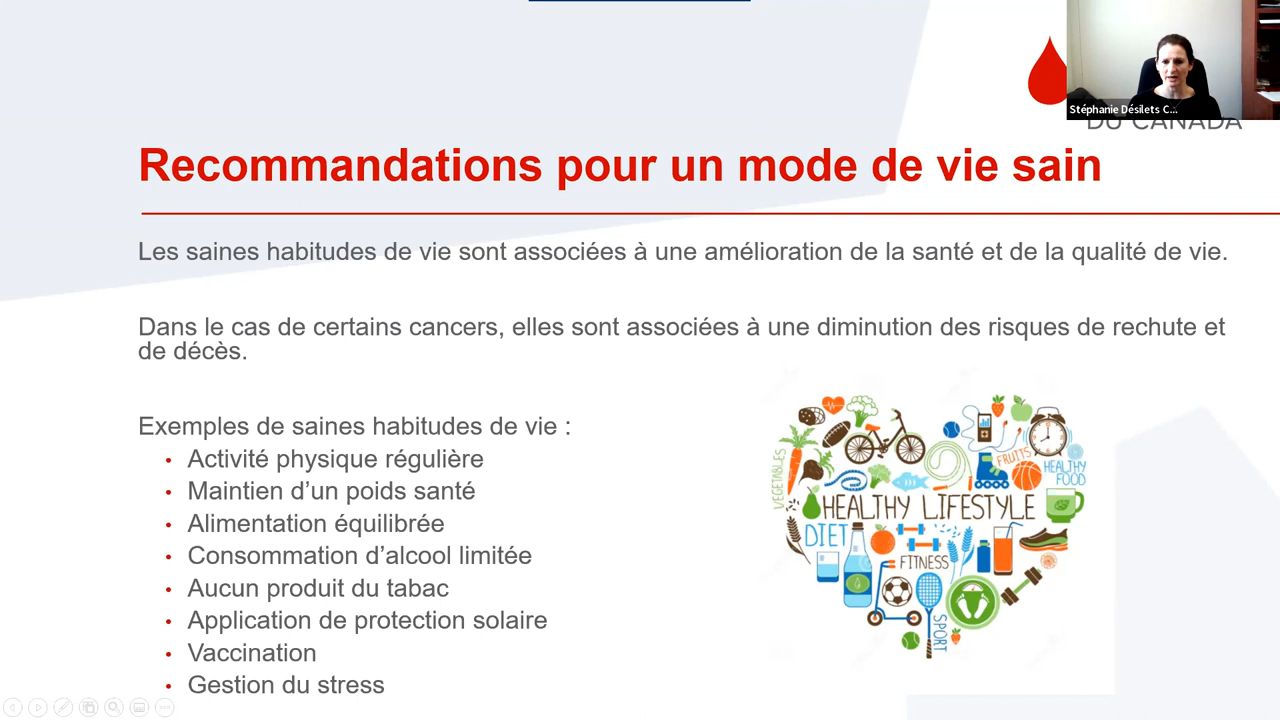 Stéphanie Désilets C...
DU CANADA
Recommandations pour un mode de vie sain
Les saines habitudes de vie sont associées à une amélioration de la santé et de la qualité de vie.
Dans le cas de certains cancers, elles sont associées à une diminution des risques de rechute et
de décès.
Exemples de saines habitudes de vie :
• Activité physique régulière
• Maintien d'un poids santé
• Alimentation équilibrée
• Consommation d'alcool limitée
• Aucun produit du tabac
• Application de protection solaire
• Vaccination
• Gestion du stress
VEGETABLES
FRUITS
HEALTHY
FOOD
HEALTHY LIFESTYLE
DIET
FITNESS
SPORT